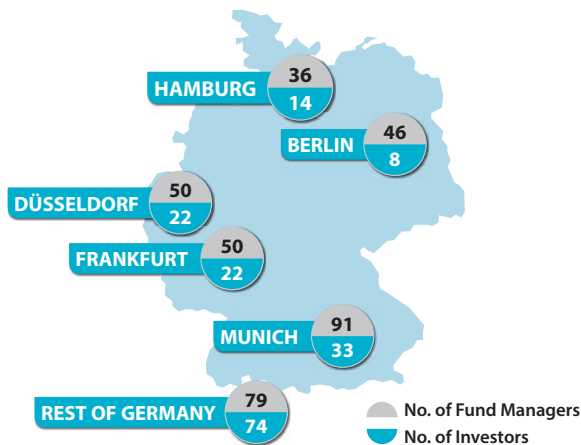 HAMBURG
36
14
BERLIN
46
8
DÜSSELDORF
50
22
FRANKFURT
50
22
MUNICH
91
33
REST OF GERMANY
79
74
No. of Fund Managers
No. of Investors